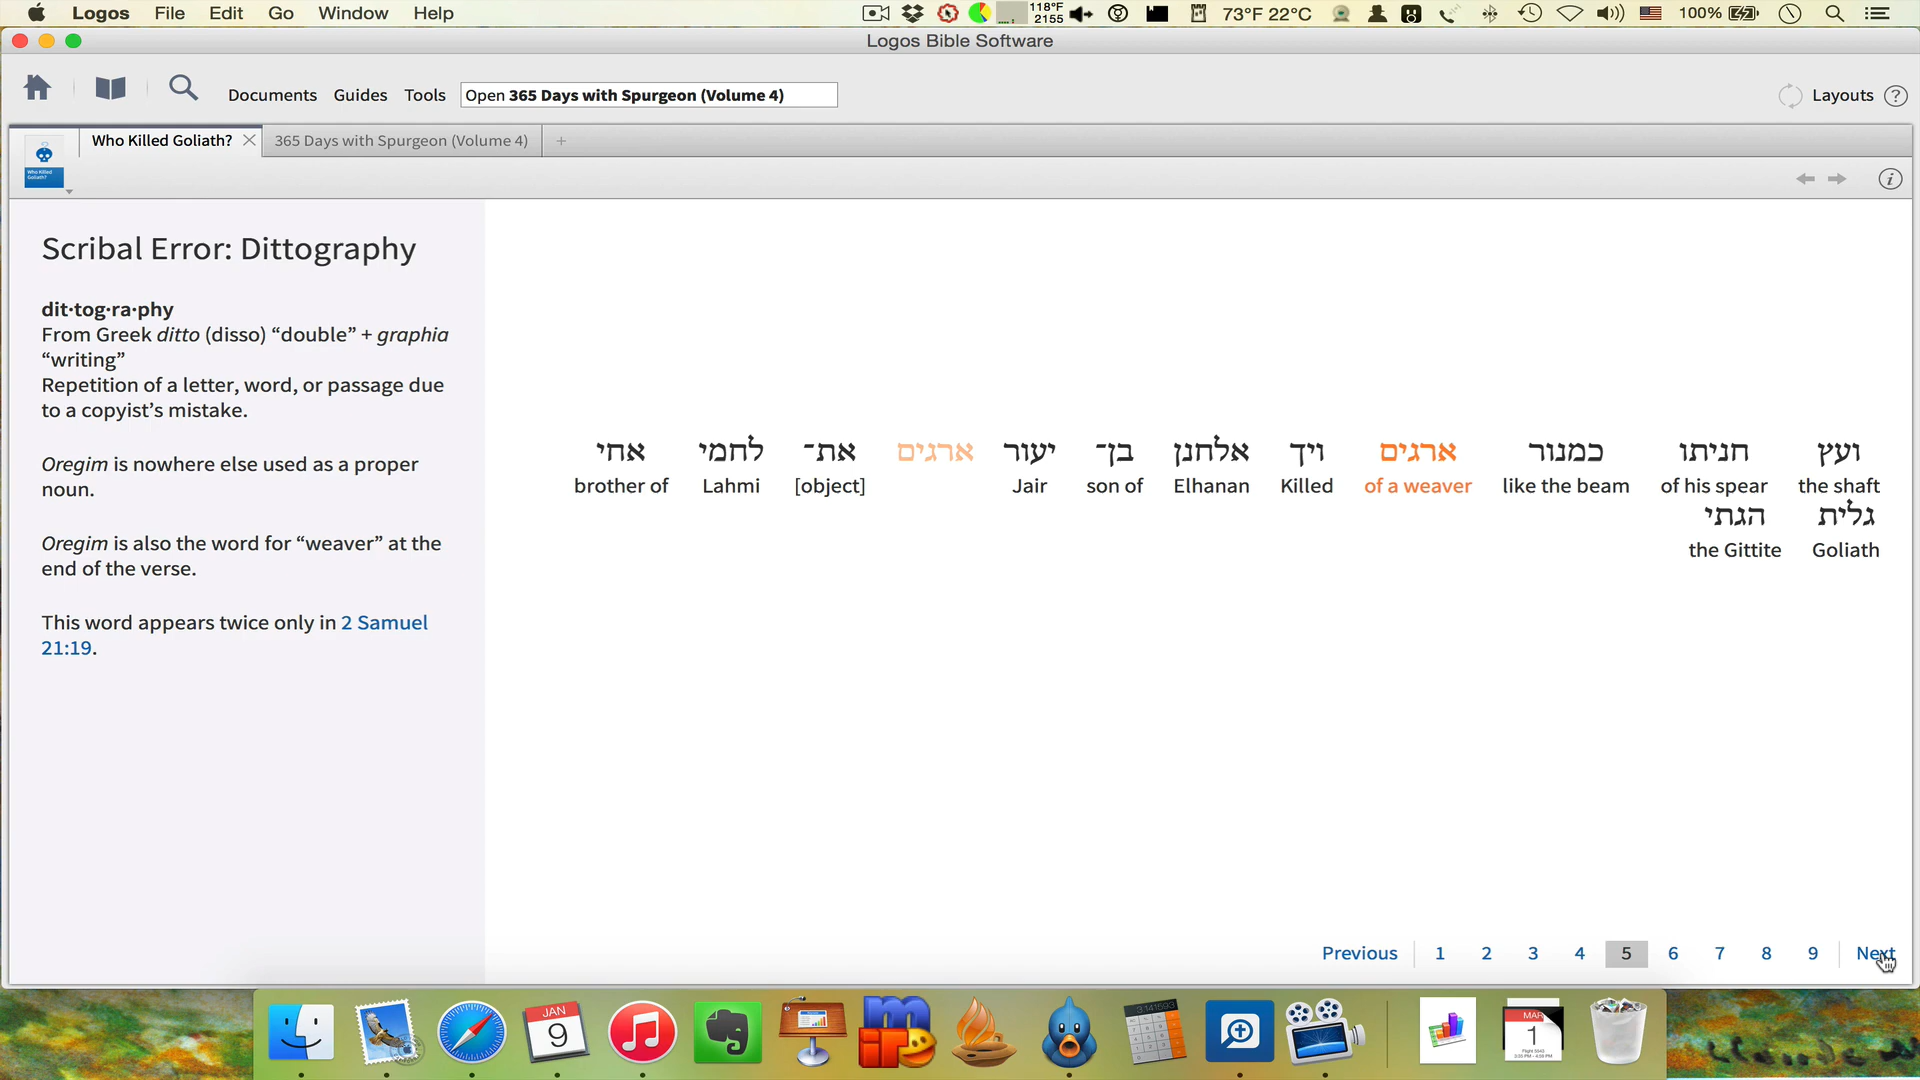 Logos File Edit Go Window Help 118°F 2155 73°F 22°C 100%
Logos Bible Software
Documents Guides Tools Open 365 Days with Spurgeon (Volume 4) Layouts ?
Who Killed Goliath? 365 Days with Spurgeon (Volume 4) +
Who Killed
Goliath?
Scribal Error: Dittography
dit·tog·ra·phy
From Greek ditto (disso) “double” + graphia
“writing”
Repetition of a letter, word, or passage due
to a copyist’s mistake.
Oregim is nowhere else used as a proper
noun.
Oregim is also the word for “weaver” at the
end of the verse.
This word appears twice only in 2 Samuel
21:19.
ועץ חניתו כמנור ארגים ויך אלחנן בן־ יעור ארגים את־ לחמי אחי
brother of Lahmi [object] Jair son of Elhanan Killed of a weaver like the beam of his spear the shaft
גלית הגתי
the Gittite Goliath
Previous 1 2 3 4 5 6 7 8 9 Next
JAN
9
3.141593
MAR
1